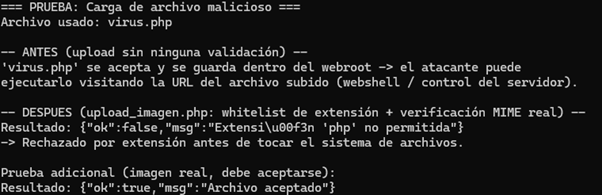 === PRUEBA: Carga de archivo malicioso ===
Archivo usado: virus.php
-- ANTES (upload sin ninguna validación) --
'virus.php' se acepta y se guarda dentro del webroot -> el atacante puede
ejecutarlo visitando la URL del archivo subido (webshell / control del servidor).
-- DESPUES (upload_imagen.php: whitelist de extensión + verificación MIME real) --
Resultado: {"ok":false,"msg":"Extensi\u00f3n 'php' no permitida"}
-> Rechazado por extensión antes de tocar el sistema de archivos.
Prueba adicional (imagen real, debe aceptarse):
Resultado: {"ok":true,"msg":"Archivo aceptado"}